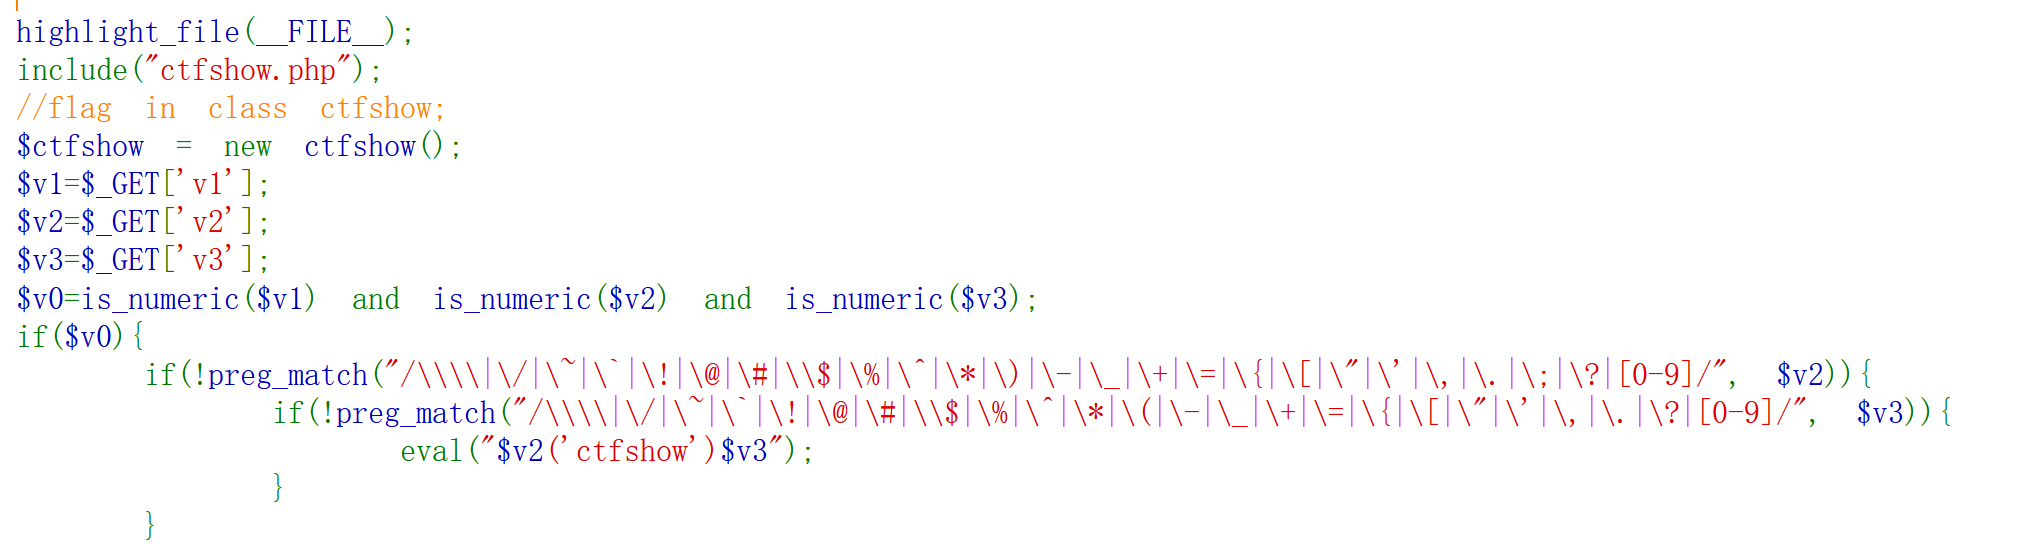 highlight_file(__FILE__);
include("ctfshow.php");
//flag in class ctfshow;
$ctfshow = new ctfshow();
$v1=$_GET['v1'];
$v2=$_GET['v2'];
$v3=$_GET['v3'];
$v0=is_numeric($v1) and is_numeric($v2) and is_numeric($v3);
if($v0){
if(!preg_match("/\\\\|\/|\~|\`|\!|\@|\#|\\$|\%|\^|\*|\)|\-|\_|\+|\=|\{|\[|\"|\'|\,|\.|\;|\?|[0-9]/", $v2)){
if(!preg_match("/\\\\|\/|\~|\`|\!|\@|\#|\\$|\%|\^|\*|\(|\-|\_|\+|\=|\{|\[|\"|\'|\,|\.|\?|[0-9]/", $v3)){
eval("$v2('ctfshow')$v3");
}
}